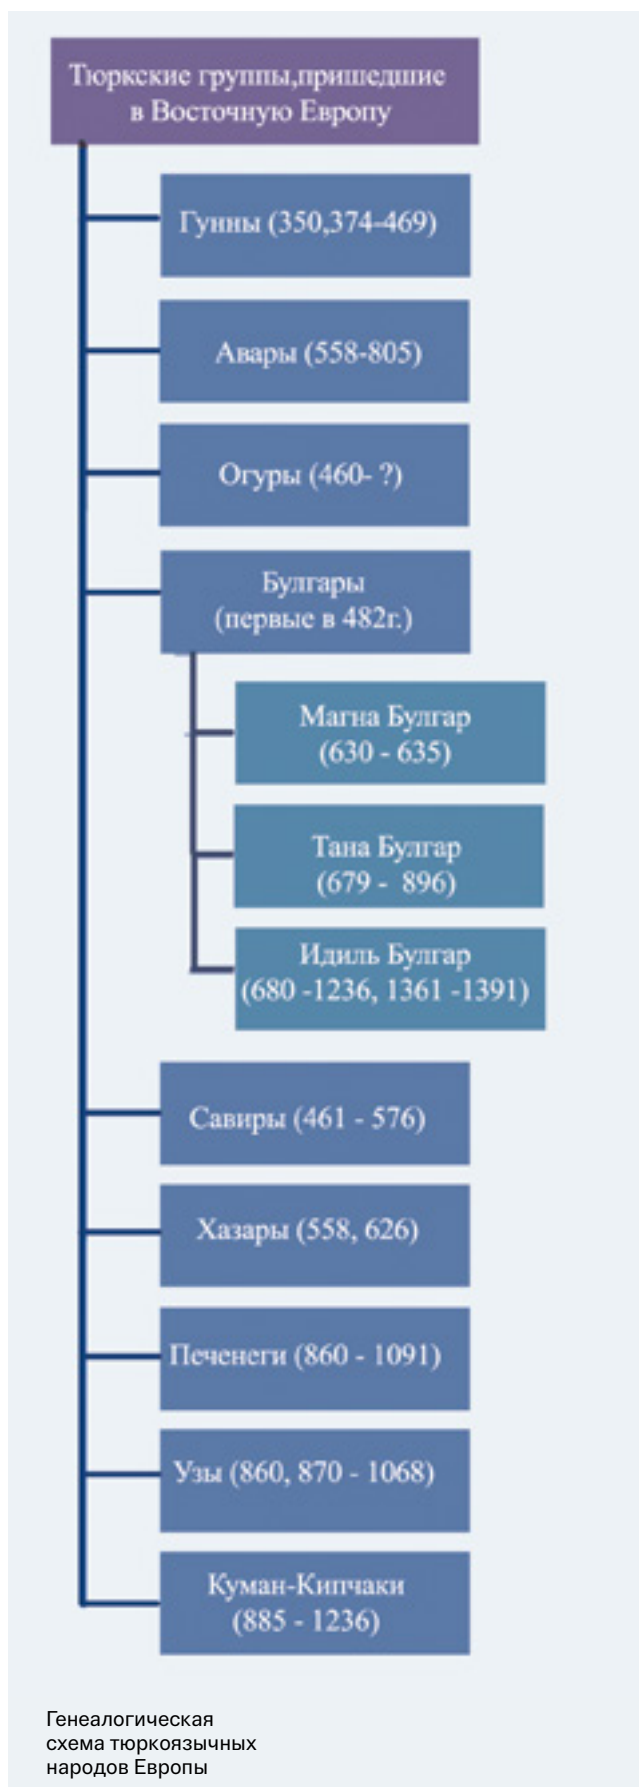 Тюркские группы,пришедшие
в Восточную Европу
Гунны (350,374-469)
Авары (558-805)
Огуры (460- ?)
Булгары
(первые в 482г.)
Магна Булгар
(630 - 635)
Тана Булгар
(679 - 896)
Идиль Булгар
(680 -1236, 1361 -1391)
Савиры (461 - 576)
Хазары (558, 626)
Печенеги (860 - 1091)
Узы (860, 870 - 1068)
Куман-Кипчаки
(885 - 1236)
Генеалогическая
схема тюркоязычных
народов Европы